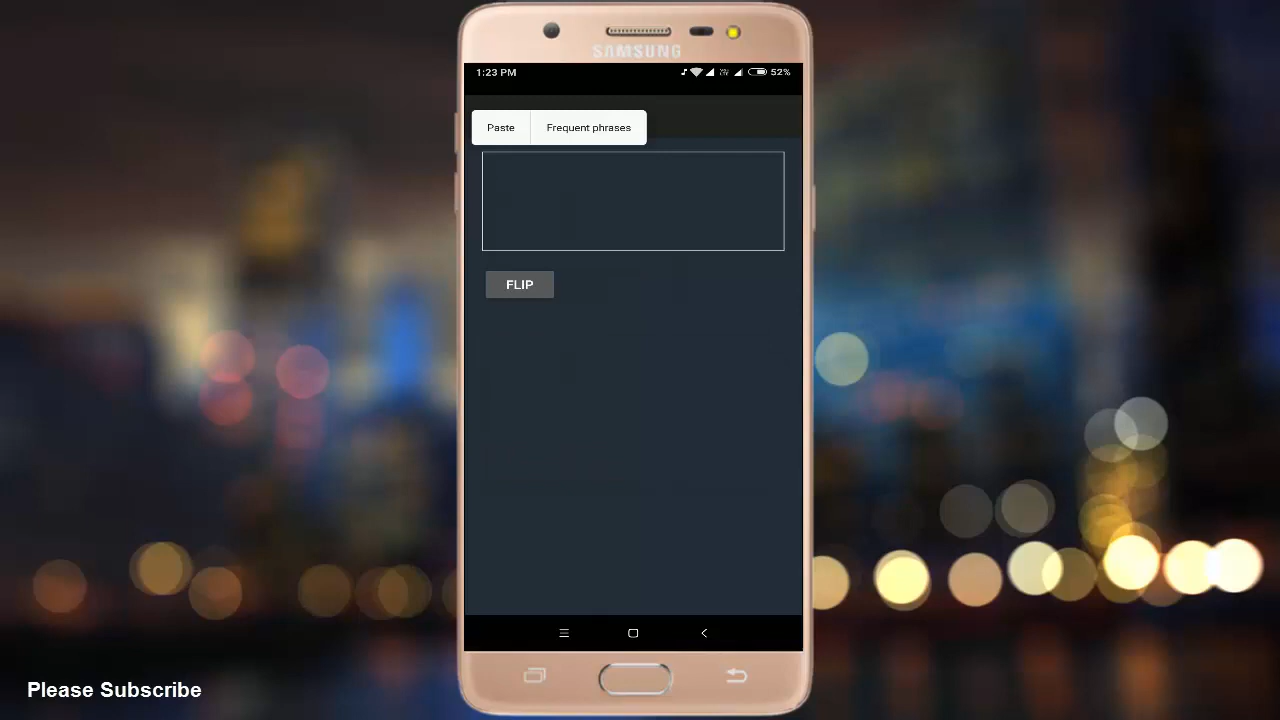 SAMSUNG
1:23 PM
52%
Paste
Frequent phrases
FLIP
Please Subscribe